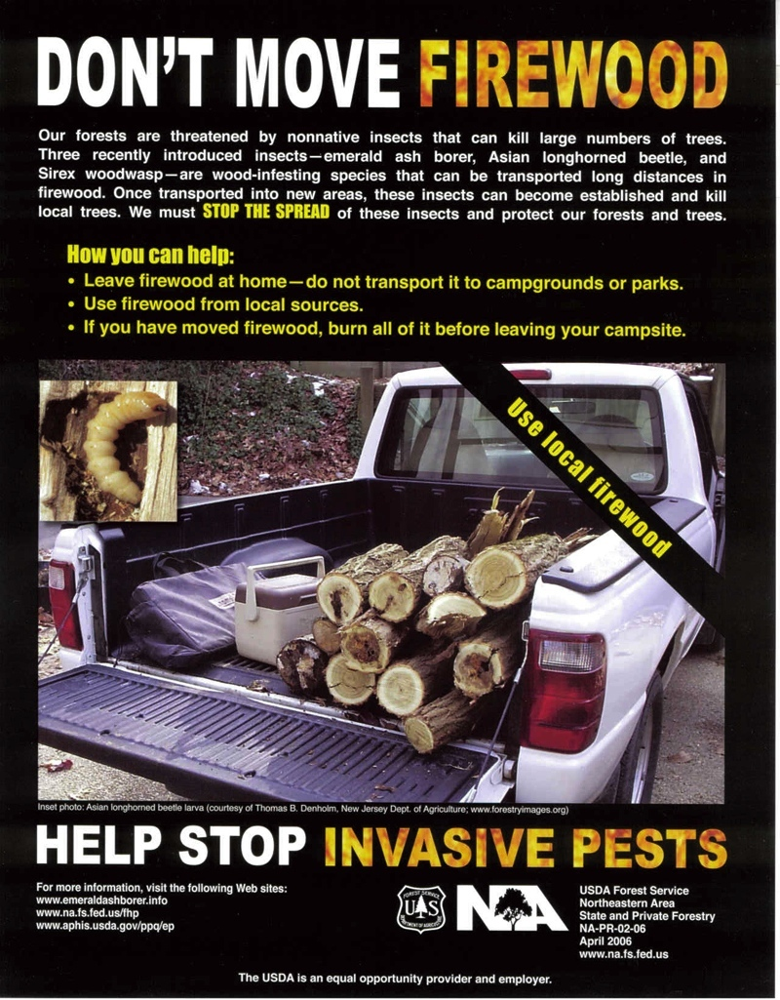 DON'T MOVE FIREWOOD
Our forests are threatened by nonnative insects that can kill large numbers of trees.
Three recently introduced insects—emerald ash borer, Asian longhorned beetle, and
Sirex woodwasp—are wood-infesting species that can be transported long distances in
firewood. Once transported into new areas, these insects can become established and kill
local trees. We must STOP THE SPREAD of these insects and protect our forests and trees.
How you can help:
• Leave firewood at home—do not transport it to campgrounds or parks.
• Use firewood from local sources.
• If you have moved firewood, burn all of it before leaving your campsite.
Use local firewood
Inset photo: Asian longhorned beetle larva (courtesy of Thomas B. Denholm, New Jersey Dept. of Agriculture; www.forestryimages.org)
HELP STOP INVASIVE PESTS
For more information, visit the following Web sites:
www.emeraldashborer.info
www.na.fs.fed.us/fhp
www.aphis.usda.gov/ppq/ep
FOREST SERVICE
U S
DEPARTMENT OF AGRICULTURE
NA
USDA Forest Service
Northeastern Area
State and Private Forestry
NA-PR-02-06
April 2006
www.na.fs.fed.us
The USDA is an equal opportunity provider and employer.